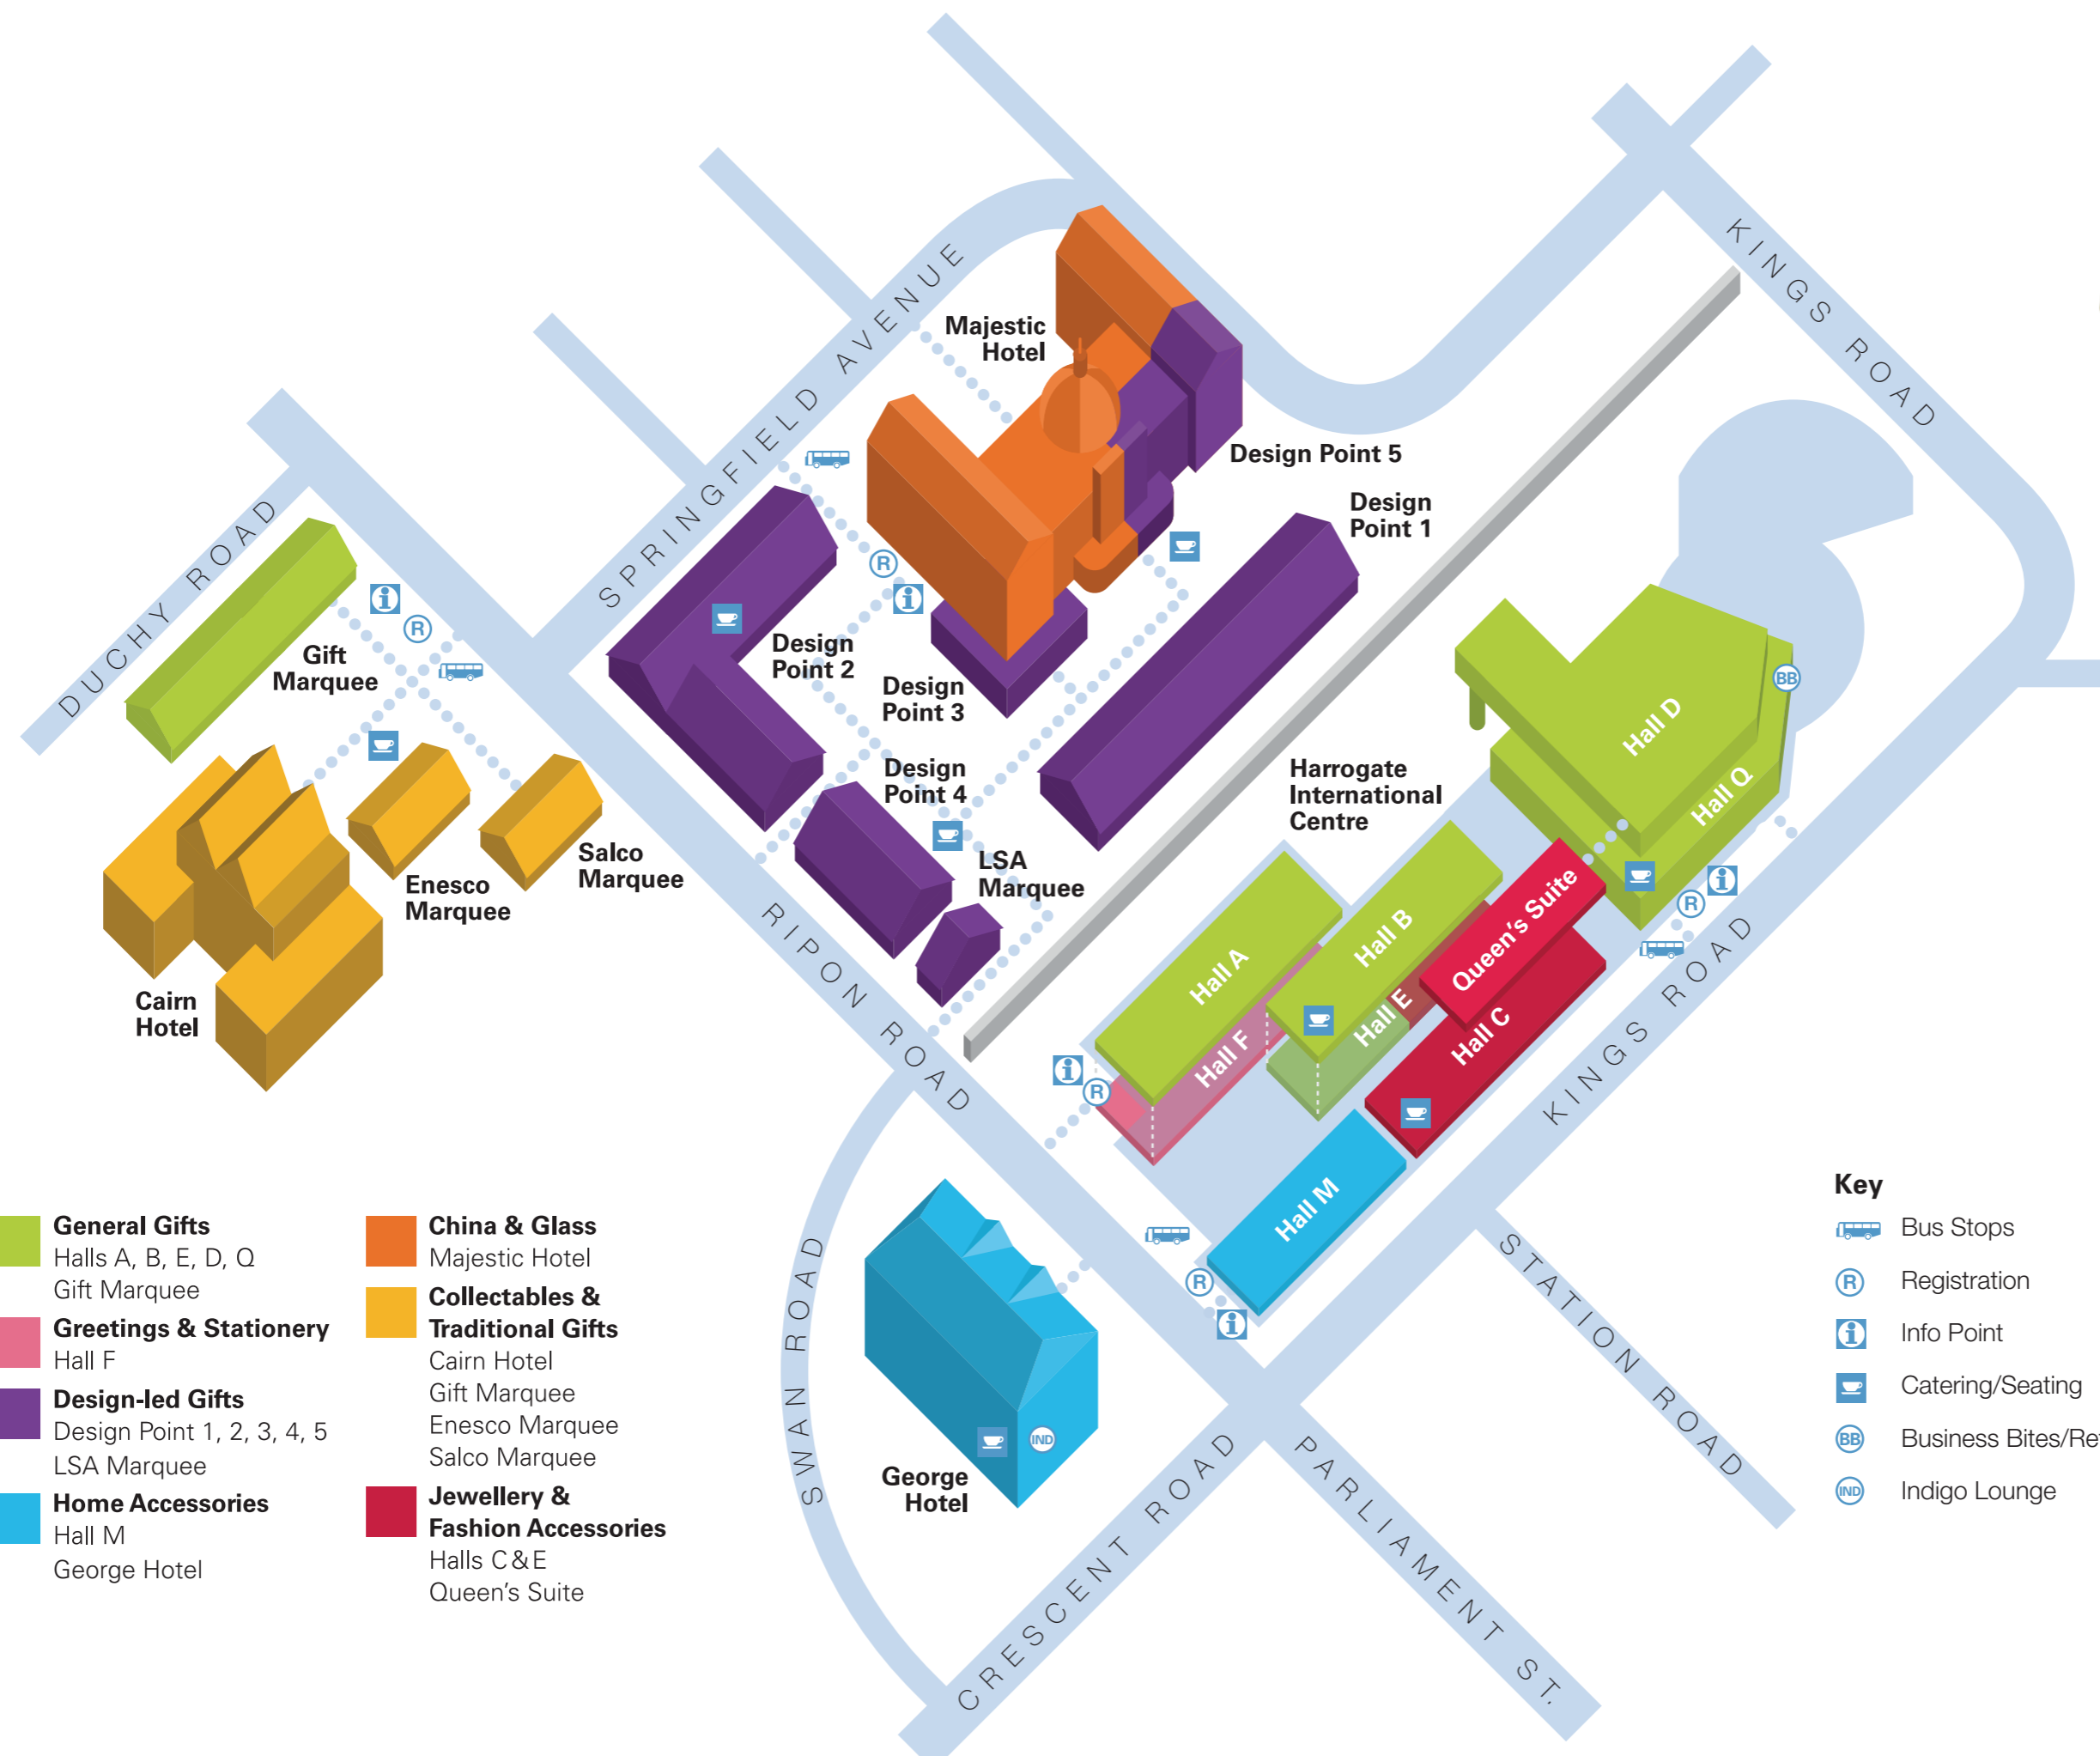 KINGS ROAD
SPRINGFIELD AVENUE
Majestic
Hotel
Design Point 5
Design
Point 1
DUCHY ROAD
R
Gift
Marquee
R
Design
Point 2
Design
Point 3
BB
Hall D
Hall Q
Design
Point 4
Harrogate
International
Centre
Salco
Marquee
Enesco
Marquee
LSA
Marquee
Cairn
Hotel
RIPON ROAD
Hall A
Hall B
Queen's Suite
Hall E
Hall C
Hall F
R
R
KINGS ROAD
Hall M
R
STATION ROAD
SWAN ROAD
IND
George
Hotel
CRESCENT ROAD
PARLIAMENT ST.
General Gifts
Halls A, B, E, D, Q
Gift Marquee
Greetings & Stationery
Hall F
Design-led Gifts
Design Point 1, 2, 3, 4, 5
LSA Marquee
Home Accessories
Hall M
George Hotel
China & Glass
Majestic Hotel
Collectables &
Traditional Gifts
Cairn Hotel
Gift Marquee
Enesco Marquee
Salco Marquee
Jewellery &
Fashion Accessories
Halls C & E
Queen's Suite
Key
Bus Stops
R Registration
i Info Point
Catering/Seating
BB Business Bites/Re
IND Indigo Lounge